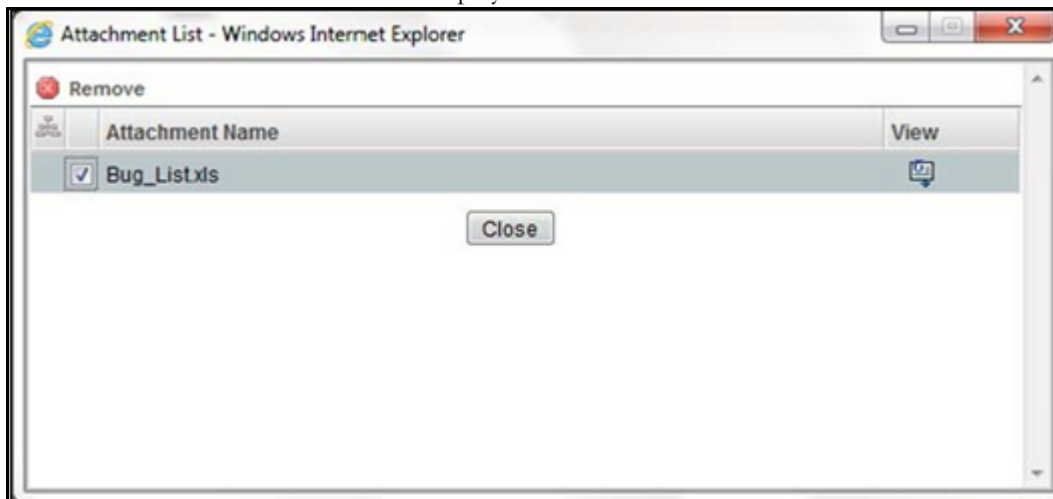 Attachment List - Windows Internet Explorer
Remove
Attachment Name View
Bug_List.xls
Close